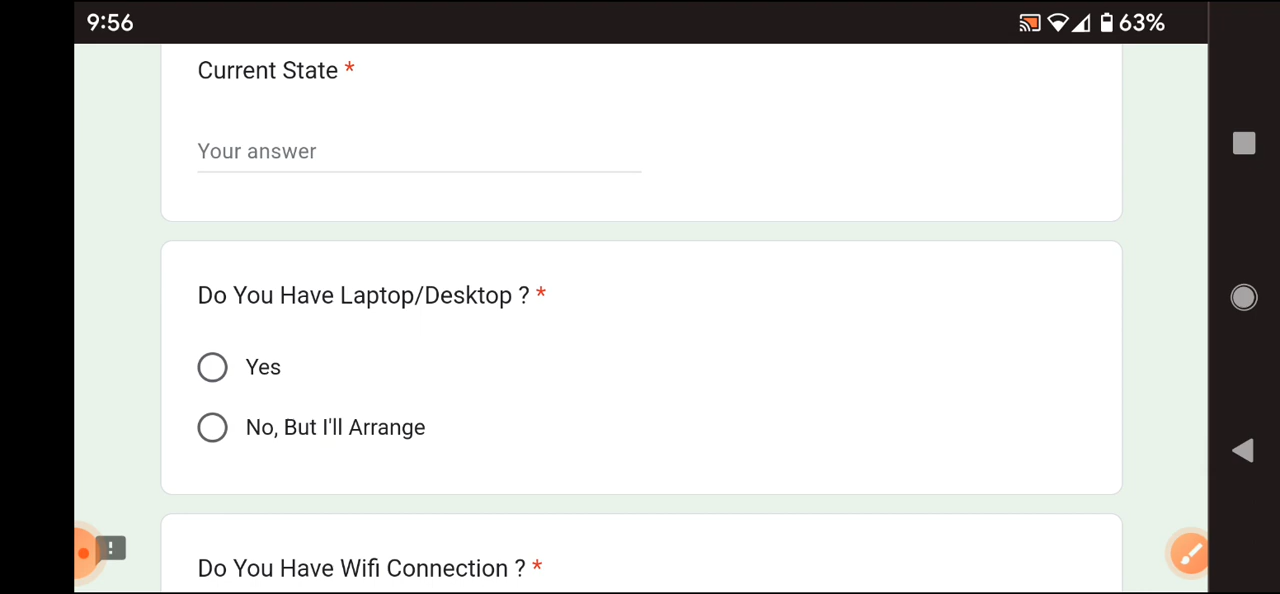 9:56
63%
Current State *
Your answer
Do You Have Laptop/Desktop ? *
Yes
No, But I'll Arrange
!
Do You Have Wifi Connection ? *